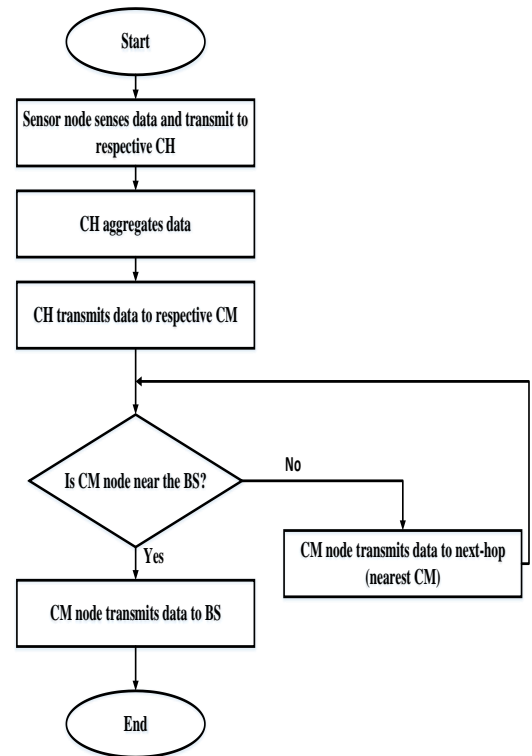 Start
Sensor node senses data and transmit to
respective CH
CH aggregates data
CH transmits data to respective CM
Is CM node near the BS?
No
CM node transmits data to next-hop
(nearest CM)
Yes
CM node transmits data to BS
End